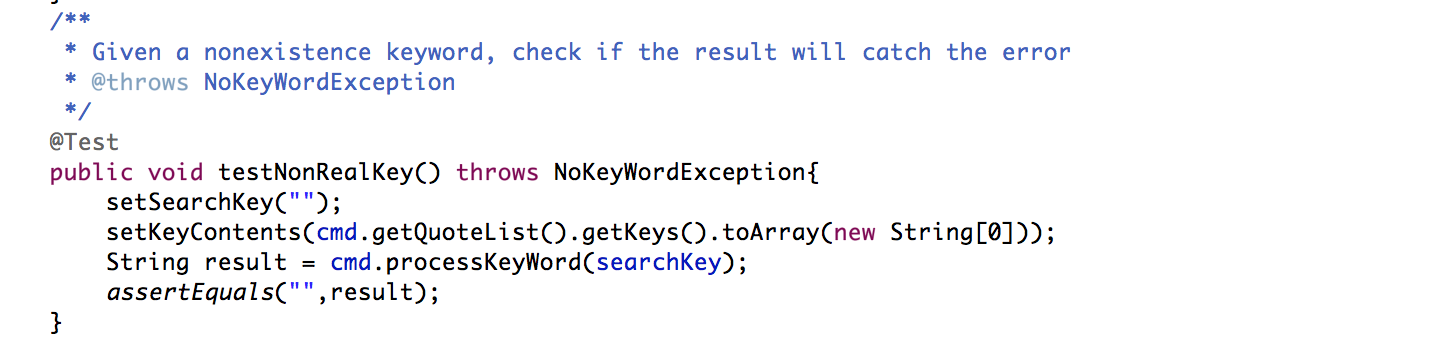 /**
 * Given a nonexistence keyword, check if the result will catch the error
 * @throws NoKeyWordException
 */
@Test
public void testNonRealKey() throws NoKeyWordException{
    setSearchKey("");
    setKeyContents(cmd.getQuoteList().getKeys().toArray(new String[0]));
    String result = cmd.processKeyWord(searchKey);
    assertEquals("",result);
}